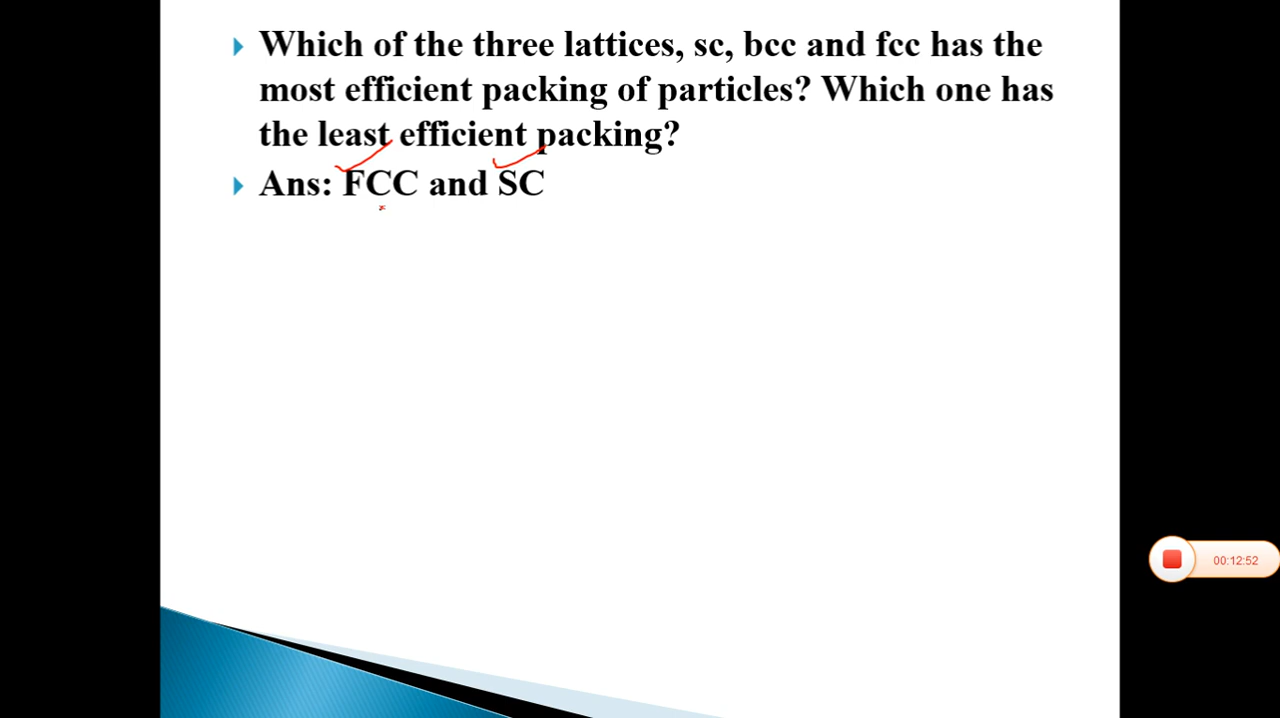 Which of the three lattices, sc, bcc and fcc has the
most efficient packing of particles? Which one has
the least efficient packing?
Ans: FCC and SC
00:12:52